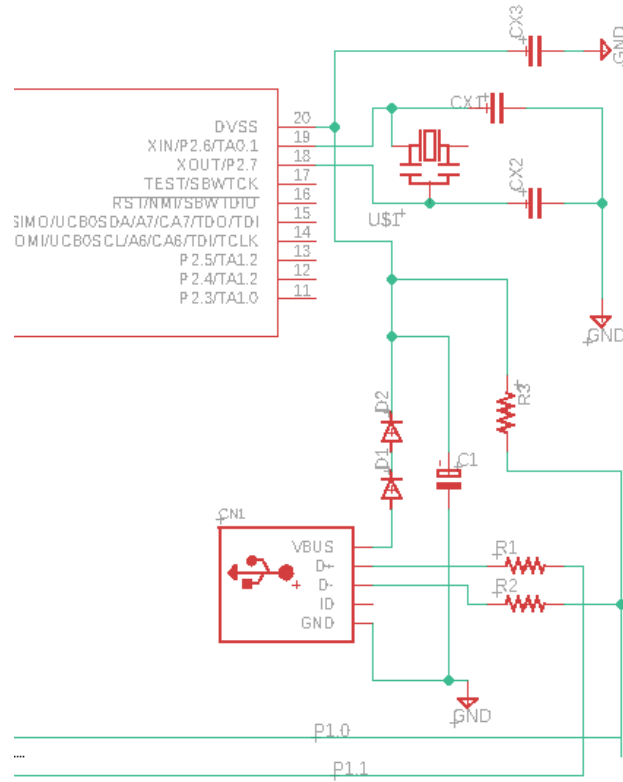 CX3
GND
DVSS 20
XIN/P2.6/TA0.1 19
XOUT/P2.7 18
TEST/SBWTCK 17
RST/NMI/SBWTDIO 16
SIMO/UCB0SDA/A7/CA7/TDO/TDI 15
OMI/UCB0SCL/A6/CA6/TDI/TCLK 14
P2.5/TA1.2 13
P2.4/TA1.2 12
P2.3/TA1.0 11
CX1
CX2
U$1
GND
R3
D2
D1
C1
CN1
VBUS
D+
D-
ID
GND
R1
R2
GND
P1.0
P1.1